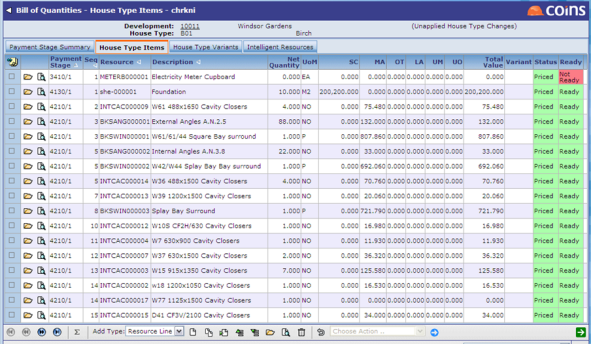 Bill of Quantities - House Type Items - chrkni
coins
Development: 10011 Windsor Gardens (Unapplied House Type Changes)
House Type: B01 Birch
Payment Stage Summary House Type Items House Type Variants Intelligent Resources
Payment Stage Seq Resource Description Net Quantity UoM SC MA OT LA UM UO Total Value Variant Status Ready
3410/1 1 METERB000001 Electricity Meter Cupboard 0.000 EA 0.000 0.000 0.000 0.000 0.000 0.000 0.000 Priced Not Ready
4130/1 1 she-000001 Foundation 10.000 M2 200,200.000 0.000 0.000 0.000 0.000 0.000 200,200.000 Priced Ready
4210/1 2 INTCAC000009 W61 488x1650 Cavity Closers 4.000 NO 0.000 75.480 0.000 0.000 0.000 0.000 75.480 Priced Ready
4210/1 3 BKSANG000001 External Angles A.N.2.5 88.000 NO 0.000 132.000 0.000 0.000 0.000 0.000 132.000 Priced Ready
4210/1 3 BKSWIN000001 W61/61/44 Square Bay surround 1.000 P 0.000 807.860 0.000 0.000 0.000 0.000 807.860 Priced Ready
4210/1 5 BKSANG000002 Internal Angles A.N.3.8 22.000 NO 0.000 33.000 0.000 0.000 0.000 0.000 33.000 Priced Ready
4210/1 5 BKSWIN000002 W42/W44 Splay Bay Bay surround 1.000 P 0.000 692.060 0.000 0.000 0.000 0.000 692.060 Priced Ready
4210/1 5 INTCAC000014 W36 488x1500 Cavity Closers 4.000 NO 0.000 70.760 0.000 0.000 0.000 0.000 70.760 Priced Ready
4210/1 7 INTCAC000013 W39 1200x1500 Cavity Closers 1.000 NO 0.000 20.060 0.000 0.000 0.000 0.000 20.060 Priced Ready
4210/1 8 BKSWIN000003 Splay Bay Surround 1.000 P 0.000 721.790 0.000 0.000 0.000 0.000 721.790 Priced Ready
4210/1 10 INTCAC000012 W10S CF2H/630 Cavity Closers 1.000 NO 0.000 16.980 0.000 0.000 0.000 0.000 16.980 Priced Ready
4210/1 11 INTCAC000004 W7 630x900 Cavity Closers 1.000 NO 0.000 11.930 0.000 0.000 0.000 0.000 11.930 Priced Ready
4210/1 12 INTCAC000007 W37 630x1500 Cavity Closers 2.000 NO 0.000 36.320 0.000 0.000 0.000 0.000 36.320 Priced Ready
4210/1 13 INTCAC000003 W15 915x1350 Cavity Closers 7.000 NO 0.000 125.580 0.000 0.000 0.000 0.000 125.580 Priced Ready
4210/1 14 INTCAC000002 w18 1200x1050 Cavity Closers 1.000 NO 0.000 16.530 0.000 0.000 0.000 0.000 16.530 Priced Ready
4210/1 14 INTCAC000017 W77 1125x1500 Cavity Closers 1.000 NO 0.000 0.000 0.000 0.000 0.000 0.000 0.000 Priced Ready
4210/1 15 INTCAC000015 D41 CF3V/2100 Cavity Closers 1.000 NO 0.000 34.000 0.000 0.000 0.000 0.000 34.000 Priced Ready
Σ Add Type: Resource Line Choose Action ..